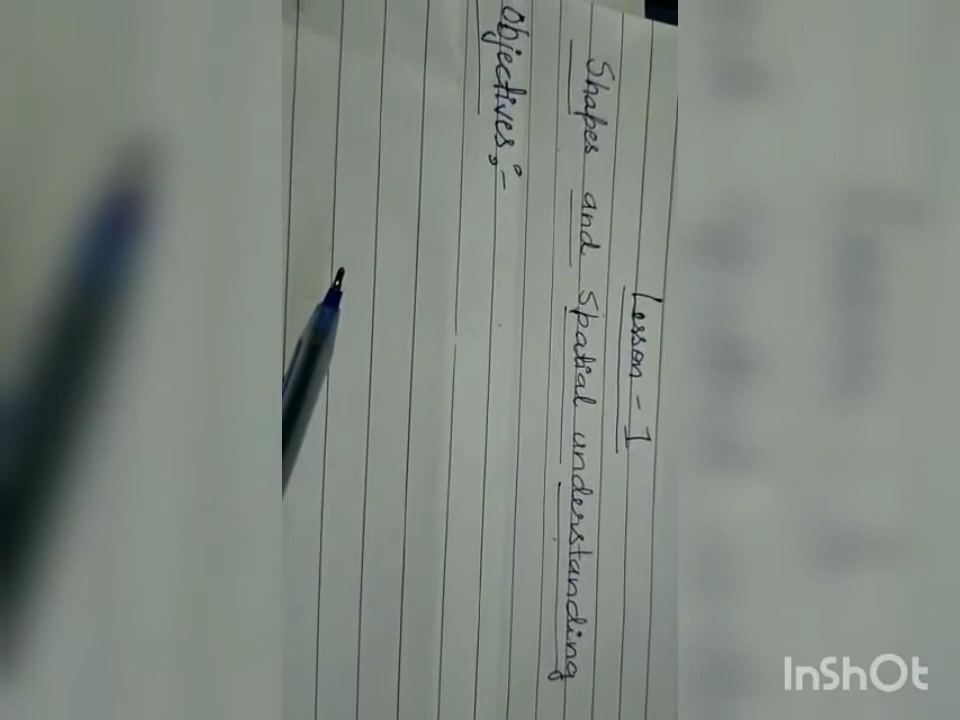 Lesson - 1
Shapes and Spatial understanding
Objectives:-
InShOt